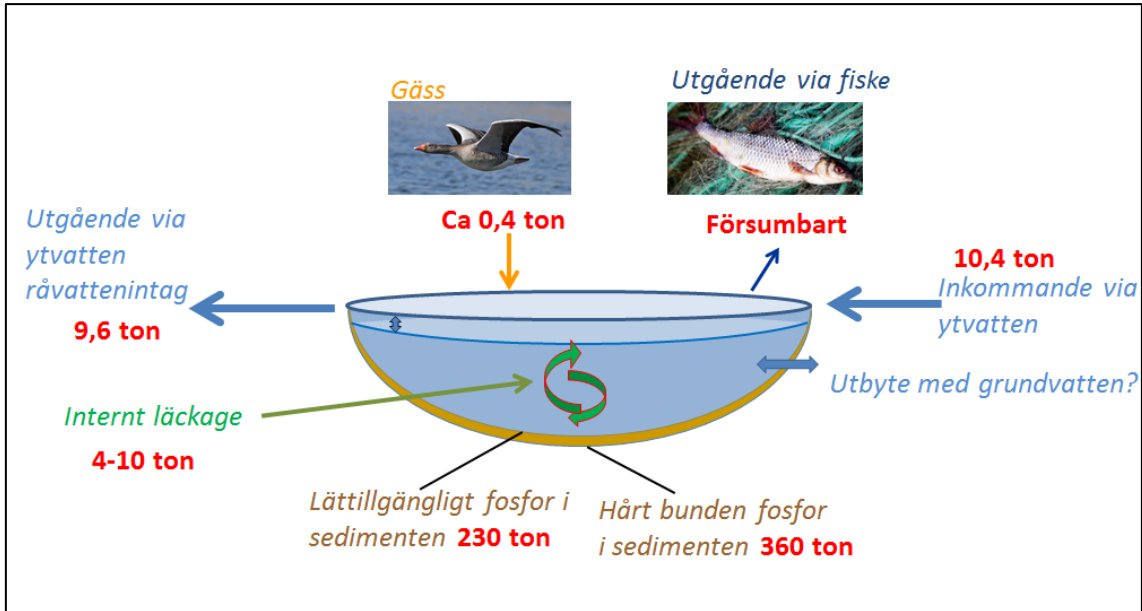 Gäss
Ca 0,4 ton
Utgående via fiske
Försumbart
Utgående via
ytvatten
råvattenintag
9,6 ton
10,4 ton
Inkommande via
ytvatten
Utbyte med grundvatten?
Internt läckage
4-10 ton
Lättillgängligt fosfor i
sedimenten 230 ton
Hårt bunden fosfor
i sedimenten 360 ton